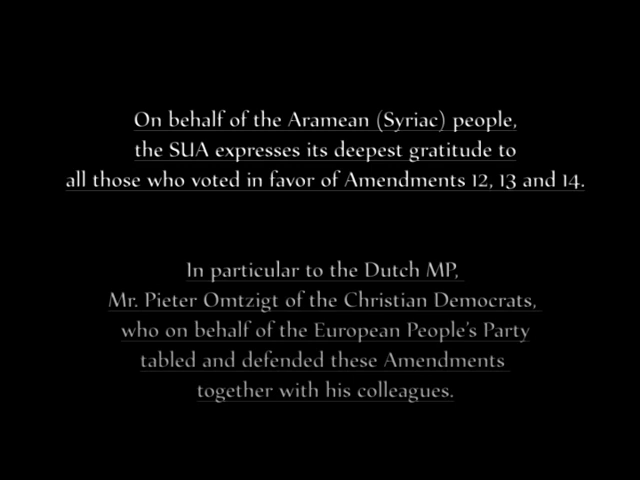 On behalf of the Aramean (Syriac) people,
the SUA expresses its deepest gratitude to
all those who voted in favor of Amendments 12, 13 and 14.
In particular to the Dutch MP,
Mr. Pieter Omtzigt of the Christian Democrats,
who on behalf of the European People's Party
tabled and defended these Amendments
together with his colleagues.